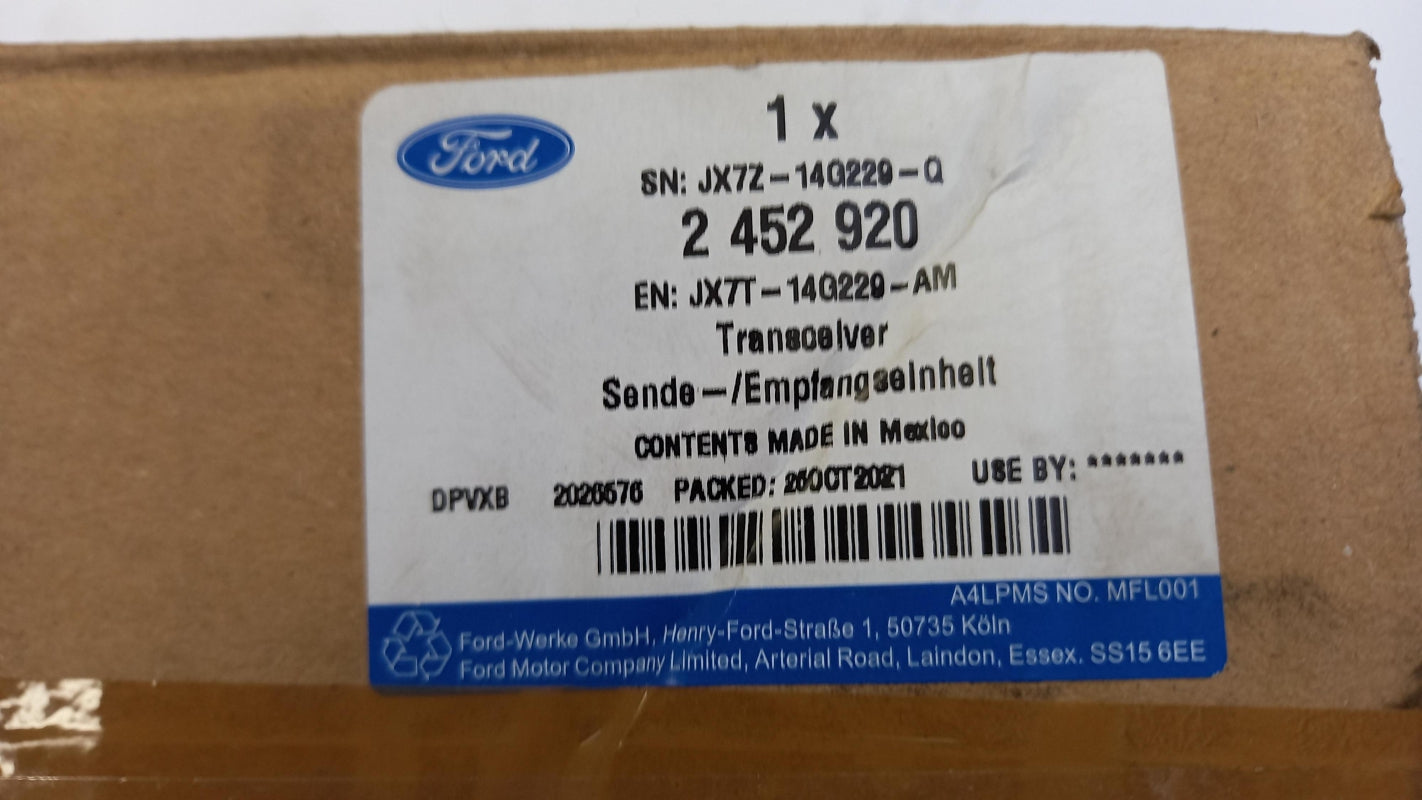 Ford
1 x
SN: JX7Z-14G229-Q
2 452 920
EN: JX7T-14G229-AM
Transceiver
Sende-/Empfangseinheit
CONTENTS MADE IN Mexico
DPVXB 2026576 PACKED: 26OCT2021 USE BY: *******
A4LPMS NO. MFL001
Ford-Werke GmbH, Henry-Ford-Straße 1, 50735 Köln
Ford Motor Company Limited, Arterial Road, Laindon, Essex. SS15 6EE